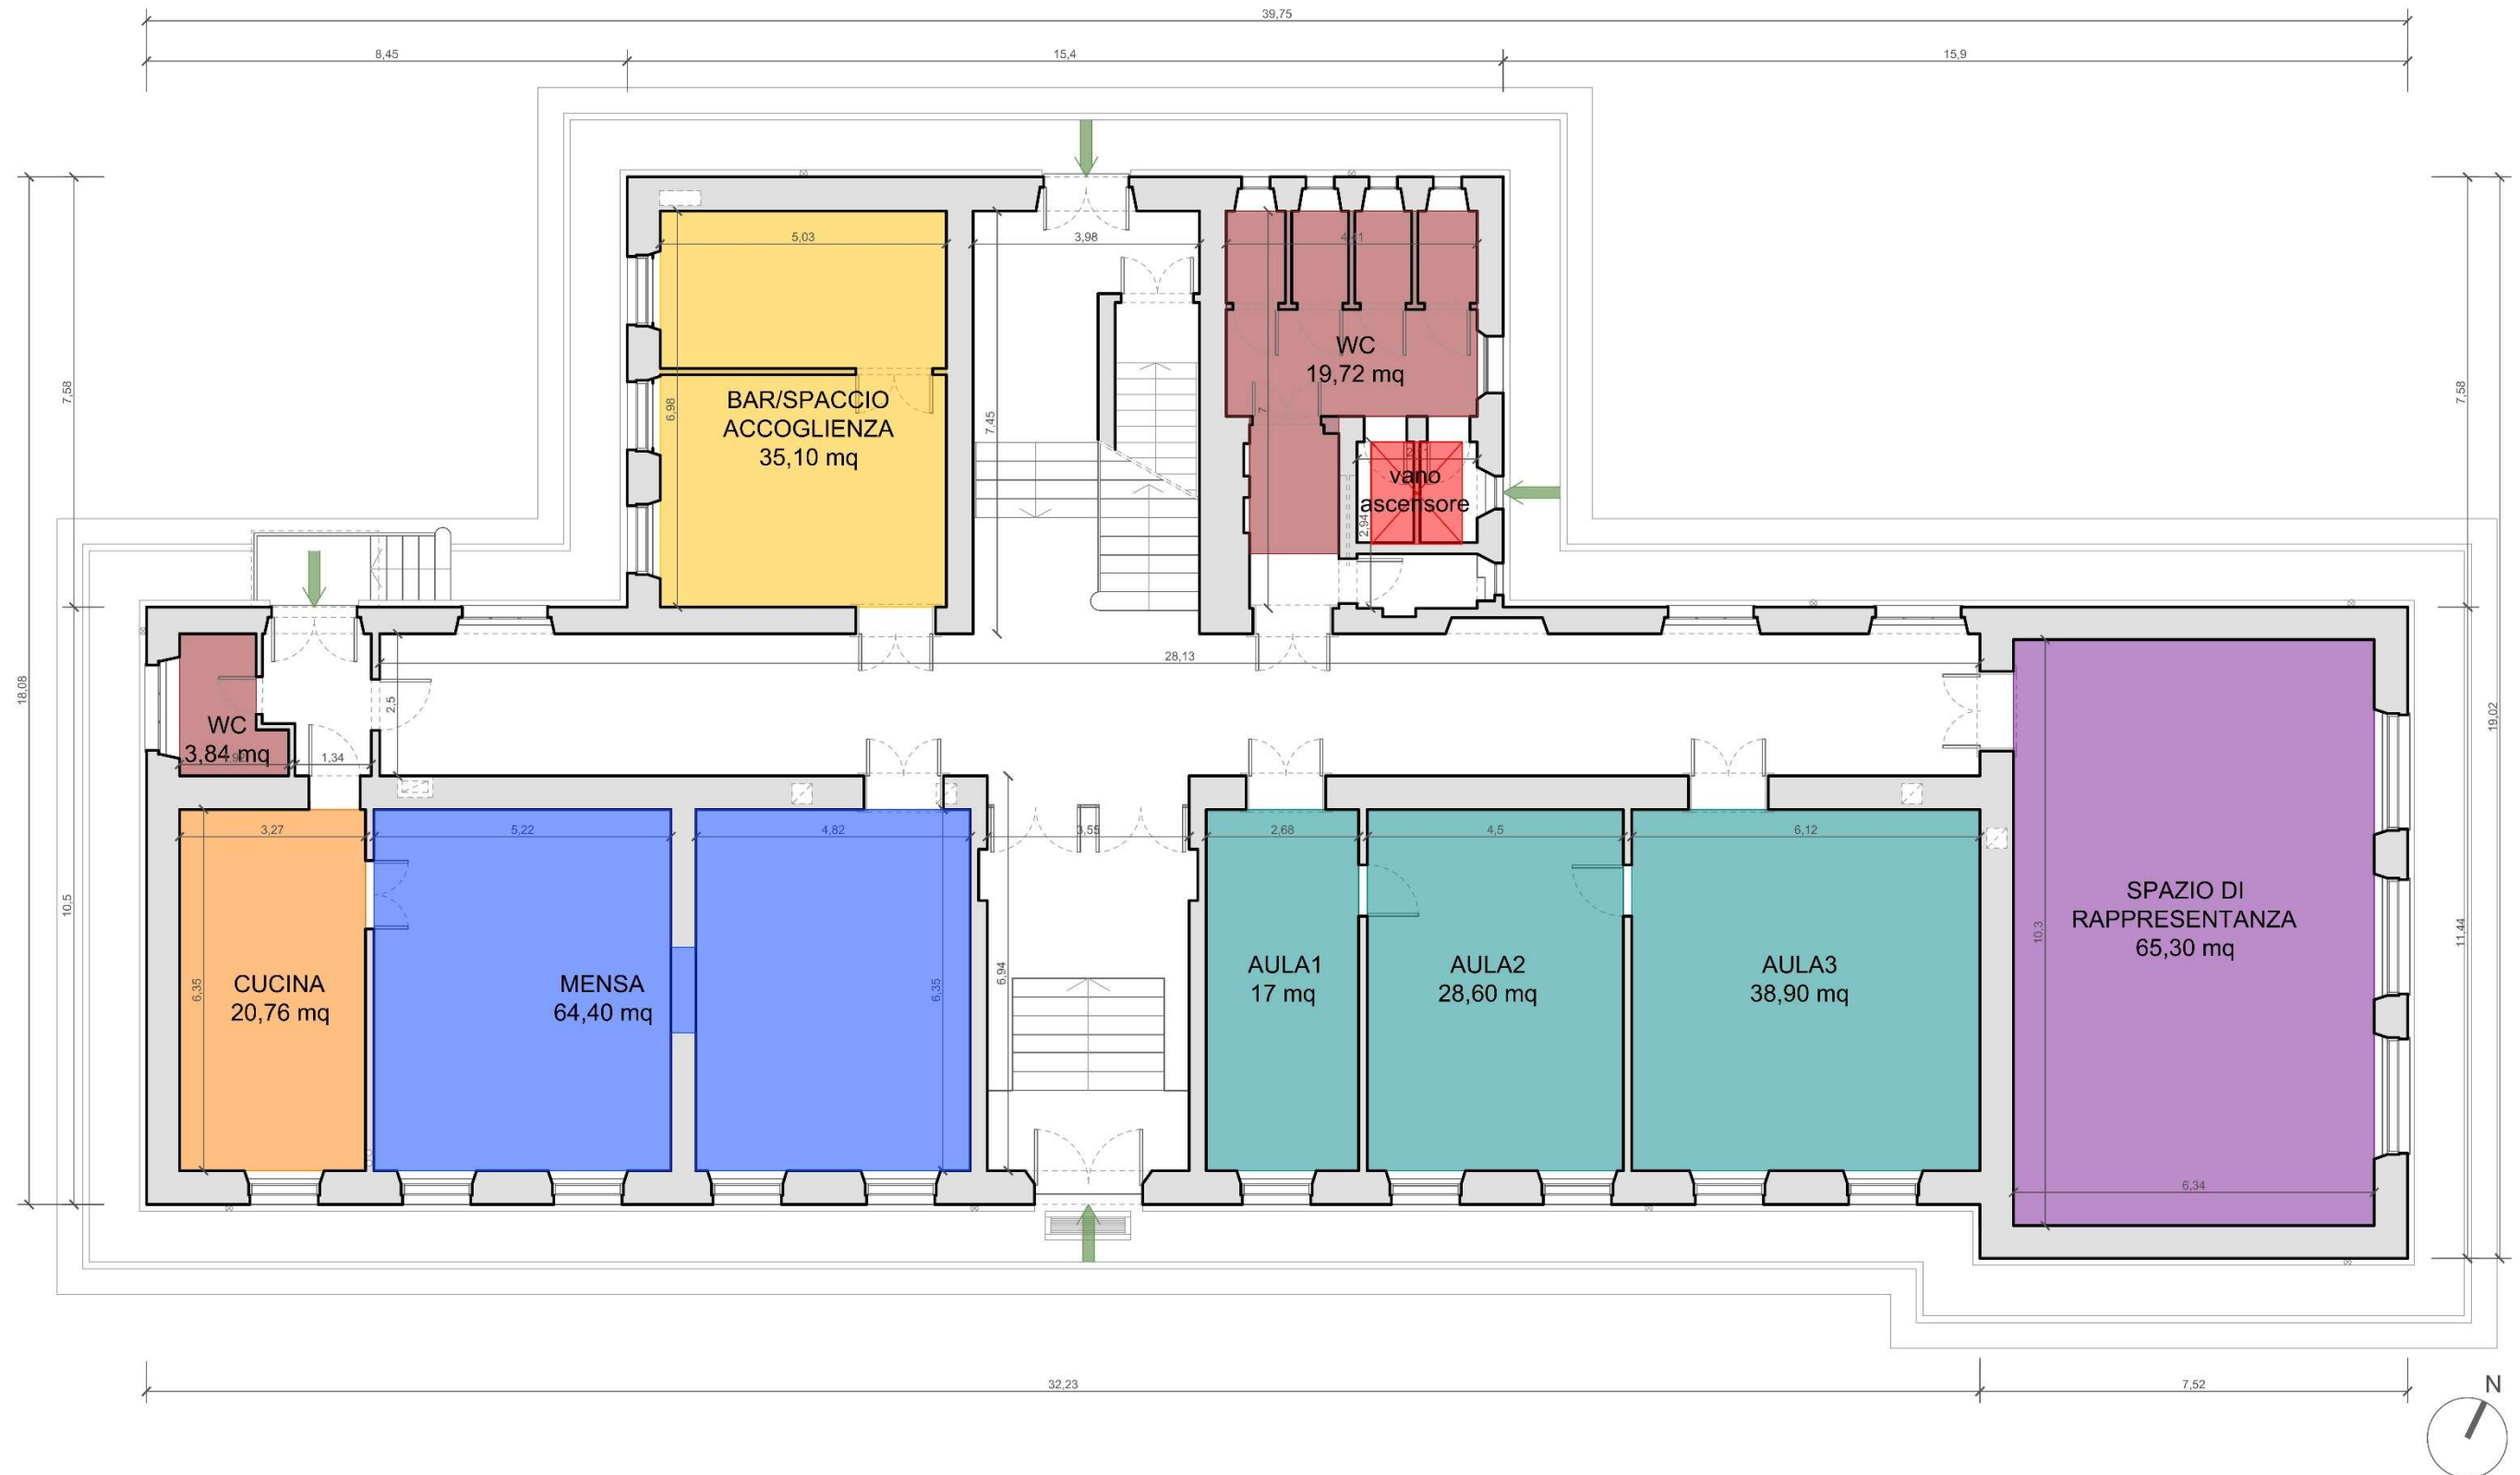 39,75
8,45
15,4
15,9
5,03
3,98
4,41
WC
19,72 mq
BAR/SPACCIO
ACCOGLIENZA
35,10 mq
6,98
7,45
7
7,58
7,58
vano
ascensore
2,94
18,08
19,02
28,13
2,5
WC
3,84 mq
1,92
1,34
3,27
5,22
4,82
3,55
2,68
4,5
6,12
10,5
6,35
CUCINA
20,76 mq
MENSA
64,40 mq
6,35
6,94
AULA1
17 mq
AULA2
28,60 mq
AULA3
38,90 mq
10,3
SPAZIO DI
RAPPRESENTANZA
65,30 mq
11,44
6,34
32,23
7,52
N